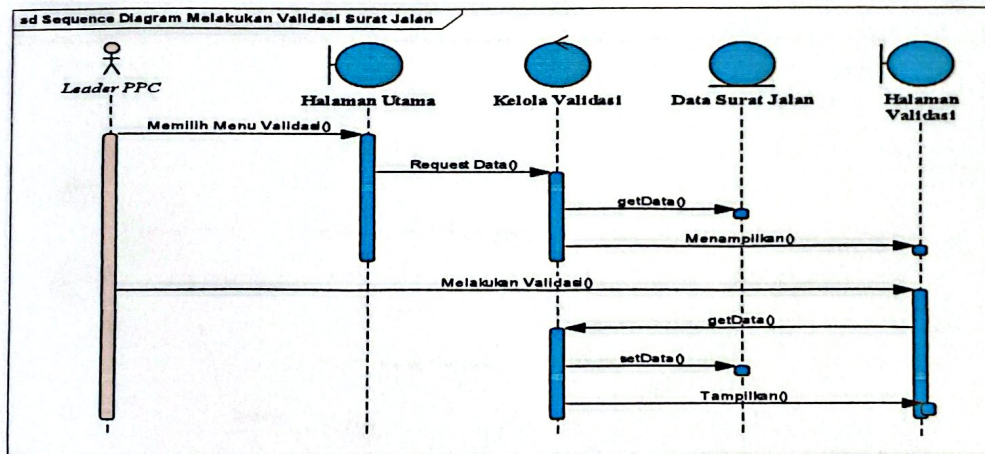 sd Sequence Diagram Melakukan Validasi Surat Jalan
Leader PPC
Halaman Utama
Kelola Validasi
Data Surat Jalan
Halaman
Validasi
Memilih Menu Validasi()
Request Data()
getData()
Menampilkan()
Melakukan Validasi()
getData()
setData()
Tampilkan()